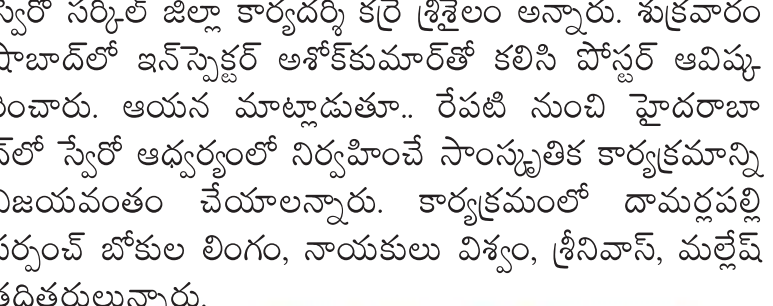 స్వేరో సర్కిల్ జిల్లా కార్యదర్శి కర్రె శ్రీశైలం అన్నారు. శుక్రవారం
షాబాద్‌లో ఇన్‌స్పెక్టర్ అశోక్‌కుమార్‌తో కలిసి పోస్టర్ ఆవిష్క
రించారు. ఆయన మాట్లాడుతూ.. రేపటి నుంచి హైదరాబా
ద్‌లో స్వేరో ఆధ్వర్యంలో నిర్వహించే సాంస్కృతిక కార్యక్రమాన్ని
విజయవంతం చేయాలన్నారు. కార్యక్రమంలో దామర్లపల్లి
సర్పంచ్ బోకుల లింగం, నాయకులు విశ్వం, శ్రీనివాస్, మల్లేష్
తదితరులున్నారు.